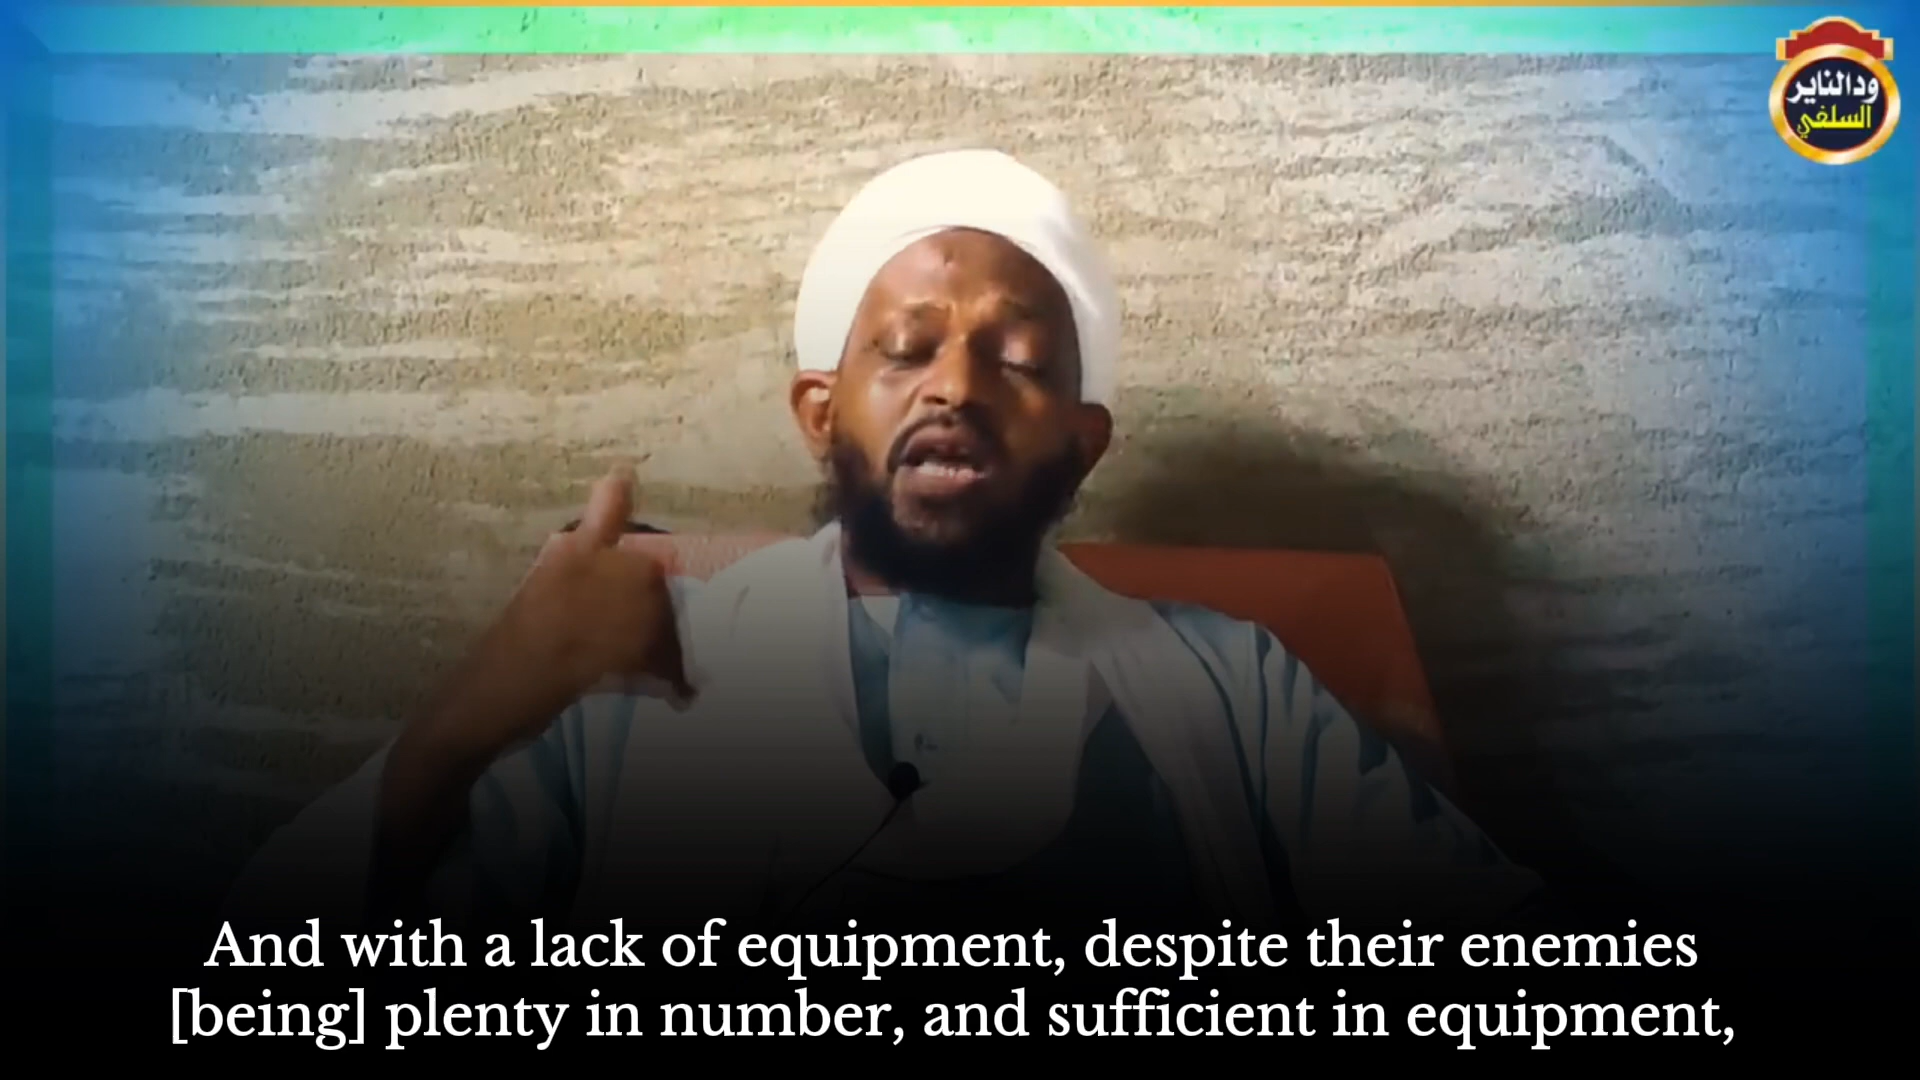 ودالناير
السلفي
And with a lack of equipment, despite their enemies
[being] plenty in number, and sufficient in equipment,